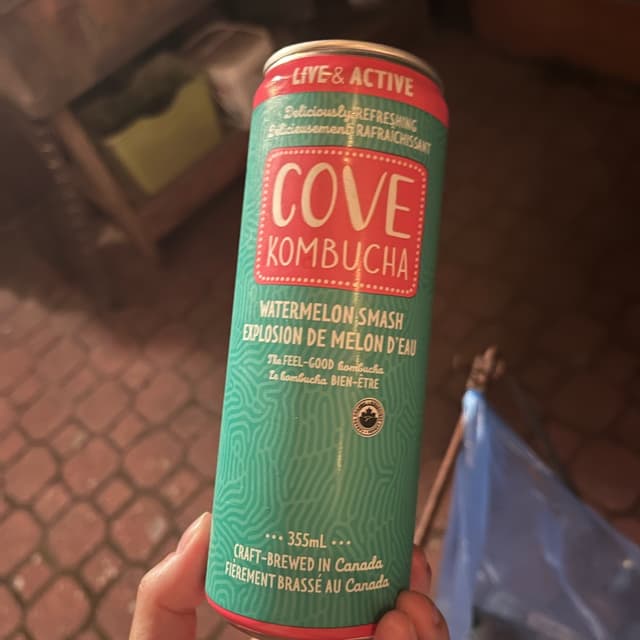 LIVE & ACTIVE
Deliciously REFRESHING
Délicieusement RAFRAÎCHISSANT
COVE
KOMBUCHA
WATERMELON SMASH
EXPLOSION DE MELON D'EAU
The FEEL-GOOD kombucha
Le kombucha BIEN-ÊTRE
••• 355mL •••
CRAFT-BREWED IN Canada
FIÈREMENT BRASSÉ AU Canada